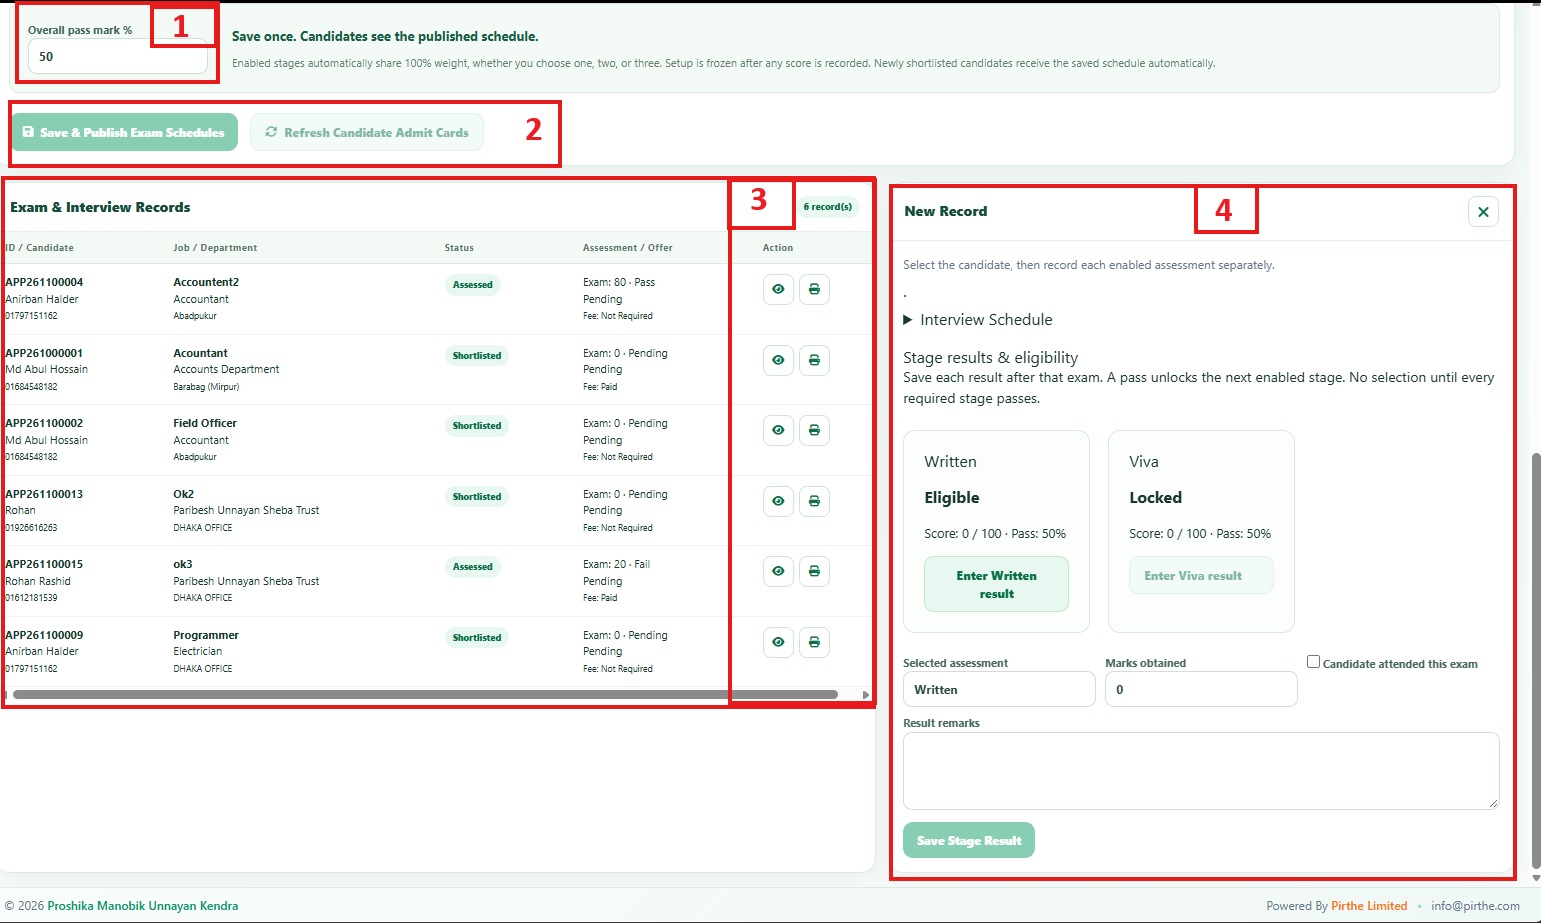 Overall pass mark %
1
50
Save once. Candidates see the published schedule.
Enabled stages automatically share 100% weight, whether you choose one, two, or three. Setup is frozen after any score is recorded. Newly shortlisted candidates receive the saved schedule automatically.
Save & Publish Exam Schedules
Refresh Candidate Admit Cards
2
Exam & Interview Records
3
6 record(s)
ID / Candidate Job / Department Status Assessment / Offer Action
APP261100004 Accountent2 Assessed Exam: 80 · Pass
Anirban Halder Accountant Pending
01797151162 Abadpukur Fee: Not Required
APP261000001 Acountant Shortlisted Exam: 0 · Pending
Md Abul Hossain Accounts Department Pending
01684548182 Barabag (Mirpur) Fee: Paid
APP261100002 Field Officer Shortlisted Exam: 0 · Pending
Md Abul Hossain Accountant Pending
01684548182 Abadpukur Fee: Not Required
APP261100013 Ok2 Shortlisted Exam: 0 · Pending
Rohan Paribesh Unnayan Sheba Trust Pending
01926616263 DHAKA OFFICE Fee: Not Required
APP261100015 ok3 Assessed Exam: 20 · Fail
Rohan Rashid Paribesh Unnayan Sheba Trust Pending
01612181539 DHAKA OFFICE Fee: Paid
APP261100009 Programmer Shortlisted Exam: 0 · Pending
Anirban Halder Electrician Pending
01797151162 DHAKA OFFICE Fee: Not Required
New Record
4
Select the candidate, then record each enabled assessment separately.
.
Interview Schedule
Stage results & eligibility
Save each result after that exam. A pass unlocks the next enabled stage. No selection until every
required stage passes.
Written
Eligible
Score: 0 / 100 · Pass: 50%
Enter Written
result
Viva
Locked
Score: 0 / 100 · Pass: 50%
Enter Viva result
Selected assessment
Written
Marks obtained
0
Candidate attended this exam
Result remarks
Save Stage Result
© 2026 Proshika Manobik Unnayan Kendra
Powered By Pirthe Limited • info@pirthe.com